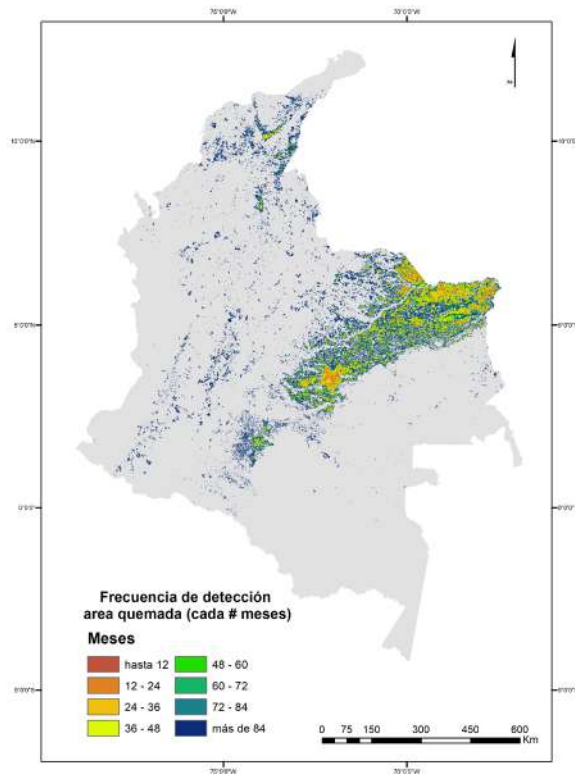 Frecuencia de detección
area quemada (cada # meses)
Meses
hasta 12
12 - 24
24 - 36
36 - 48
48 - 60
60 - 72
72 - 84
más de 84
0 75 150 300 450 600
Km